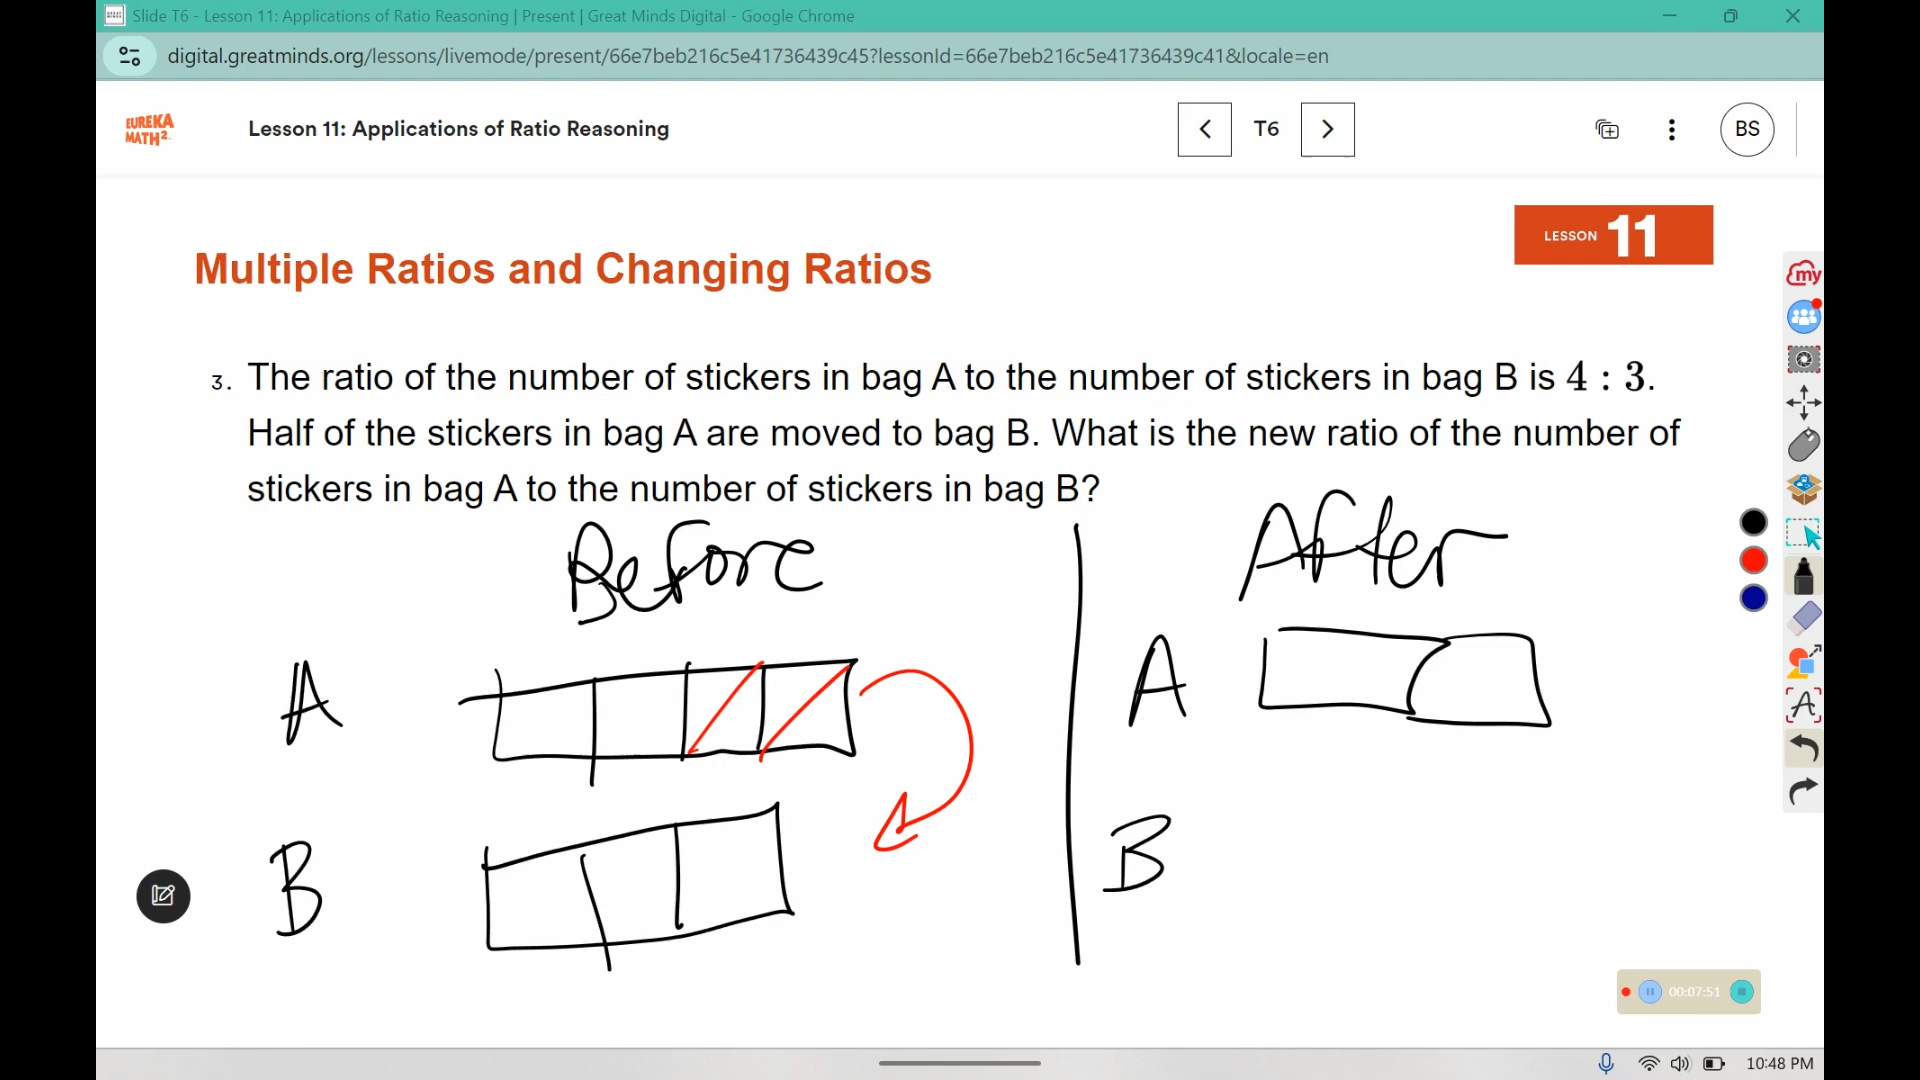 Slide T6 - Lesson 11: Applications of Ratio Reasoning | Present | Great Minds Digital - Google Chrome
digital.greatminds.org/lessons/livemode/present/66e7beb216c5e41736439c45?lessonId=66e7beb216c5e41736439c41&locale=en
EUREKA
MATH²
Lesson 11: Applications of Ratio Reasoning
T6
BS
LESSON 11
Multiple Ratios and Changing Ratios
my
3. The ratio of the number of stickers in bag A to the number of stickers in bag B is 4 : 3.
Half of the stickers in bag A are moved to bag B. What is the new ratio of the number of
stickers in bag A to the number of stickers in bag B?
Before
After
A
A
B
B
A
00:07:51
10:48 PM